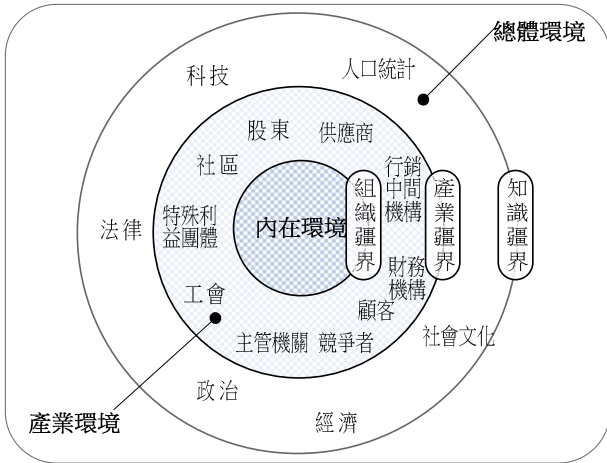 總體環境
人口統計
科技
股東
供應商
社區
行銷
中間
機構
組織疆界
產業疆界
知識疆界
特殊利
益團體
內在環境
法律
財務
機構
工會
顧客
主管機關
競爭者
社會文化
政治
產業環境
經濟